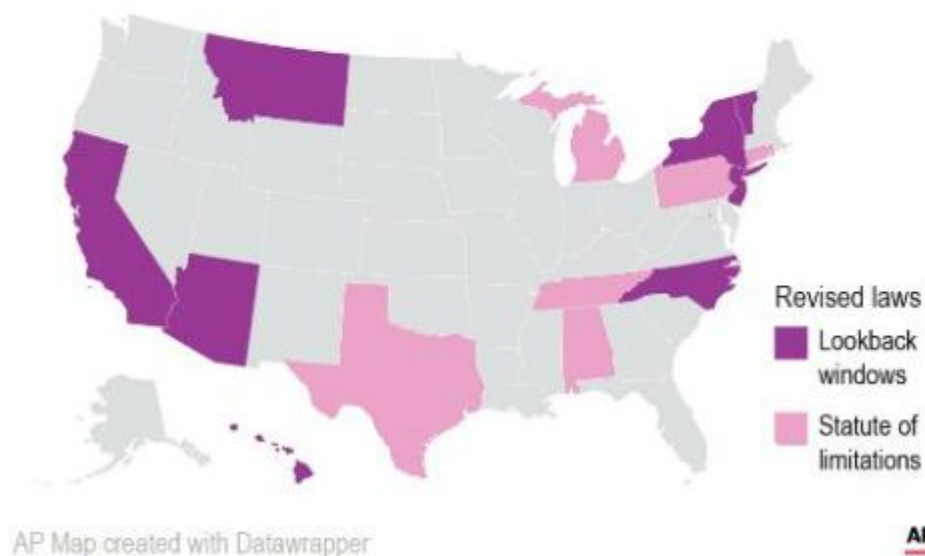 Revised laws
Lookback
windows
Statute of
limitations
AP Map created with Datawrapper